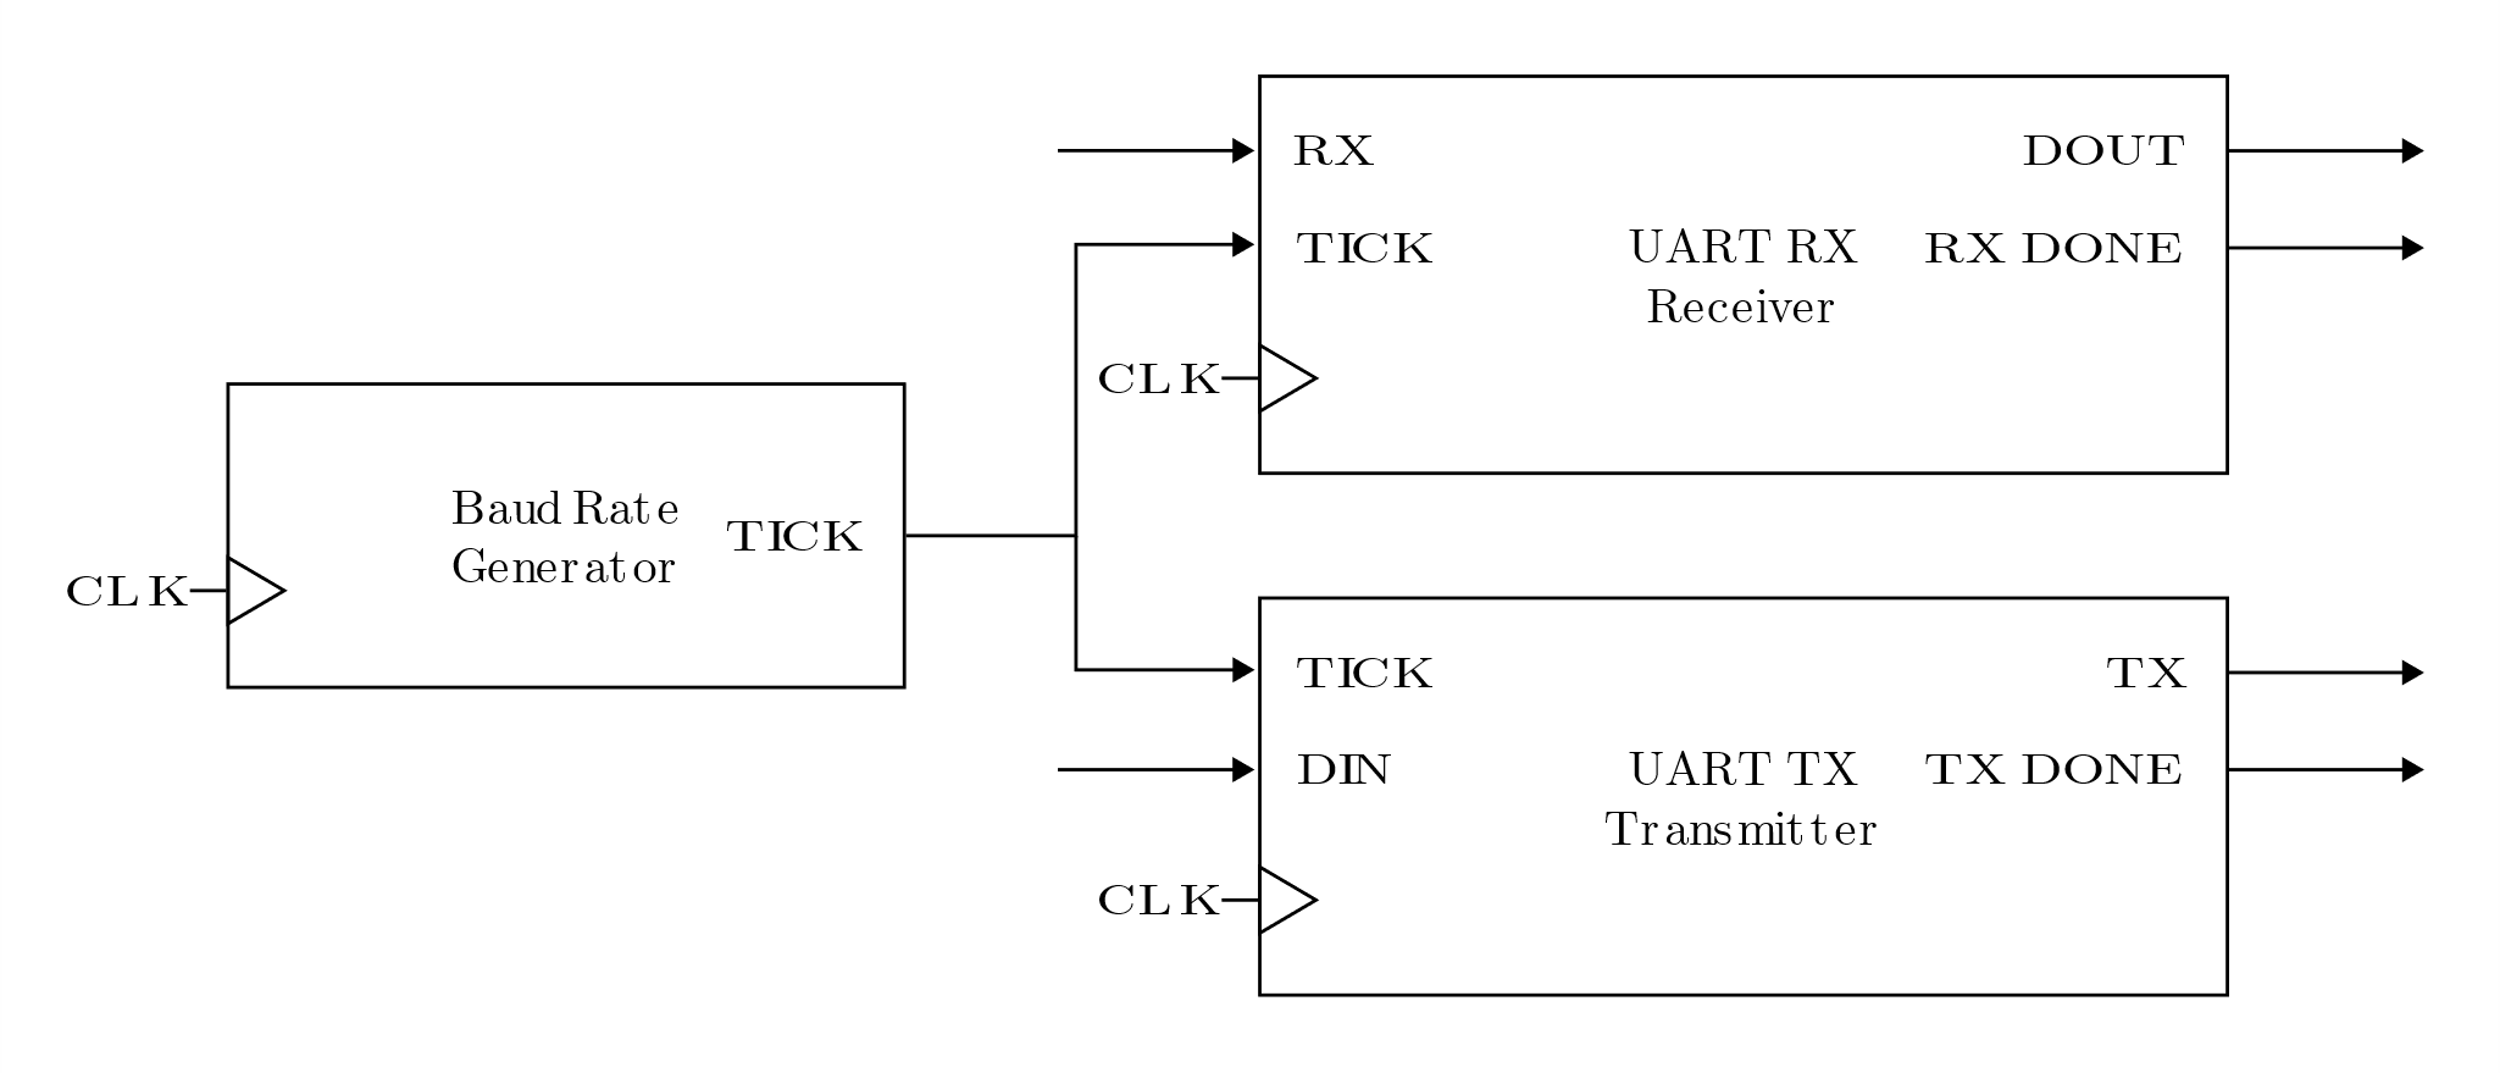 RX
DOUT
TICK
UART RX
Receiver
RX DONE
CLK
Baud Rate
Generator
TICK
CLK
TICK
TX
DIN
UART TX
Transmitter
TX DONE
CLK